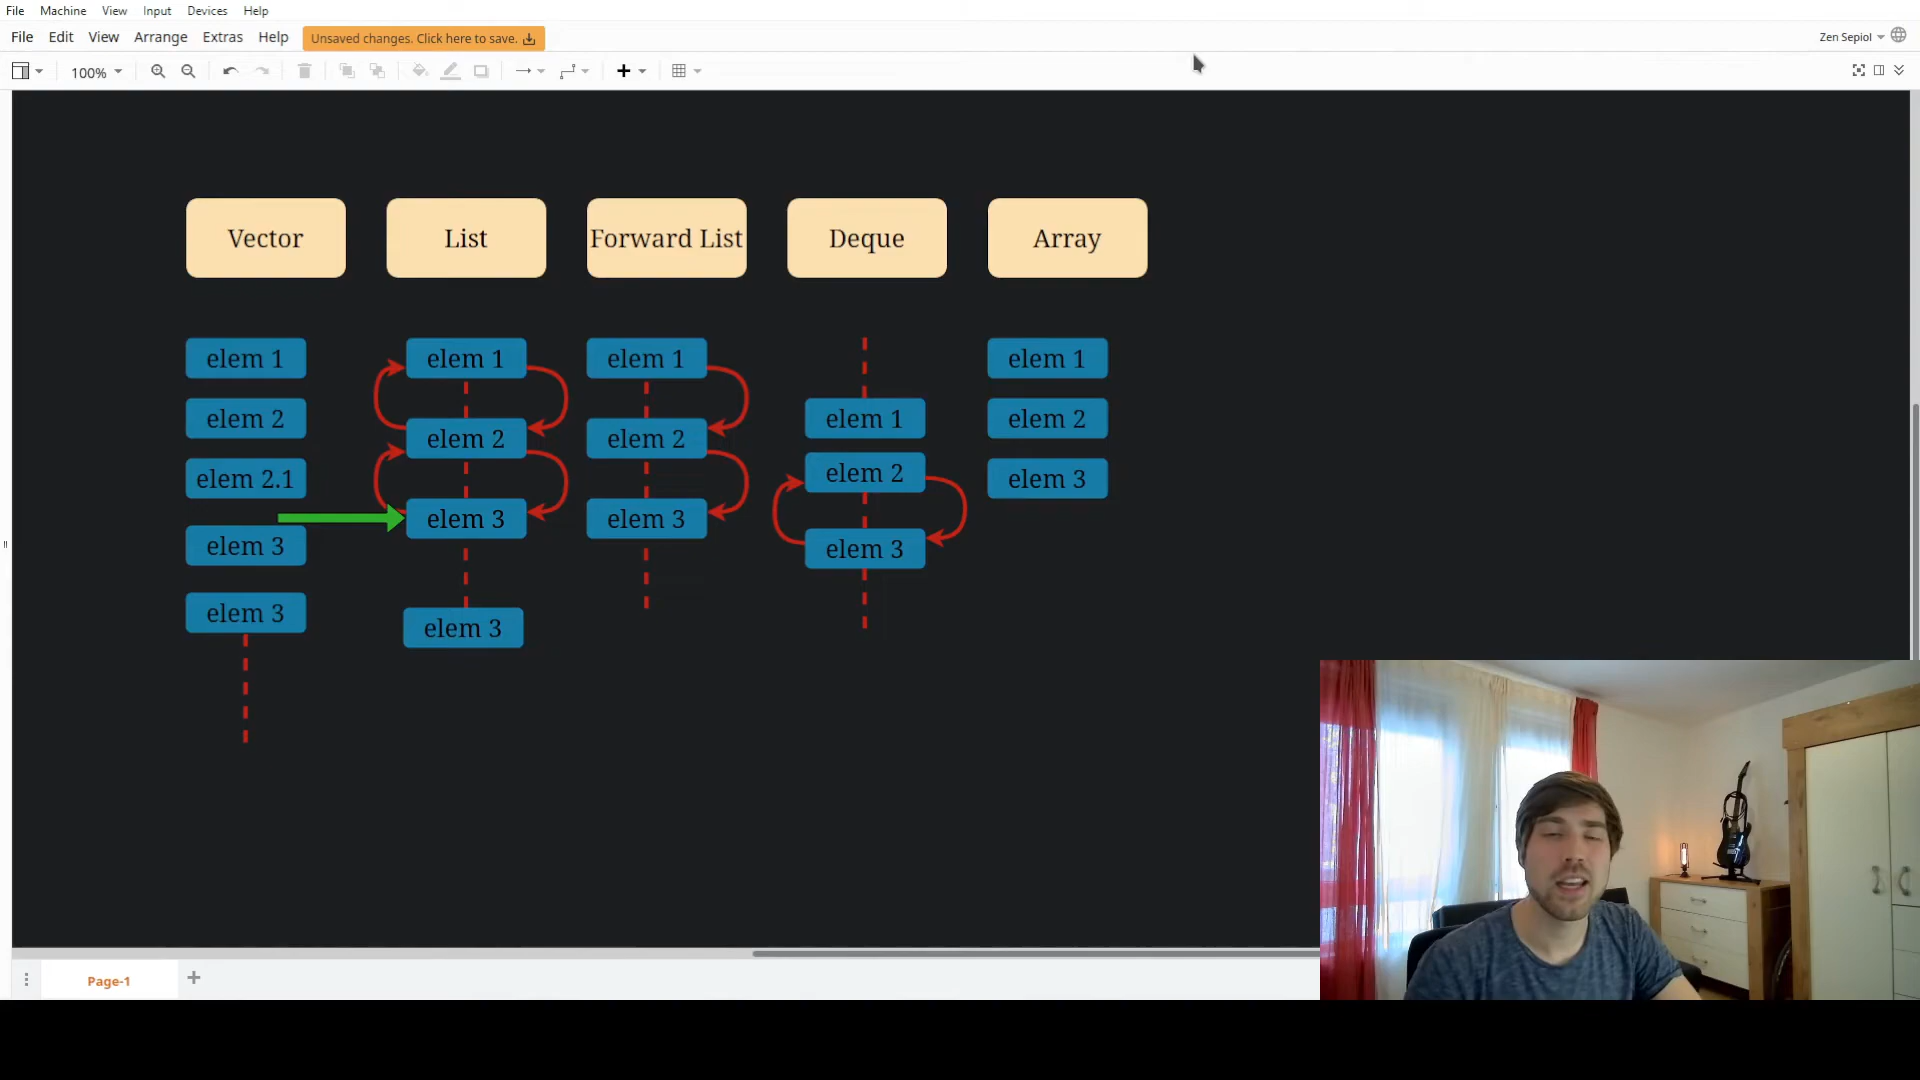 File Machine View Input Devices Help
File Edit View Arrange Extras Help Unsaved changes. Click here to save. Zen Sepiol
100%
Vector List Forward List Deque Array
elem 1 elem 1 elem 1 elem 1
elem 2 elem 1 elem 2
elem 2 elem 2
elem 2.1 elem 2 elem 3
elem 3 elem 3
elem 3 elem 3
elem 3
elem 3
Page-1